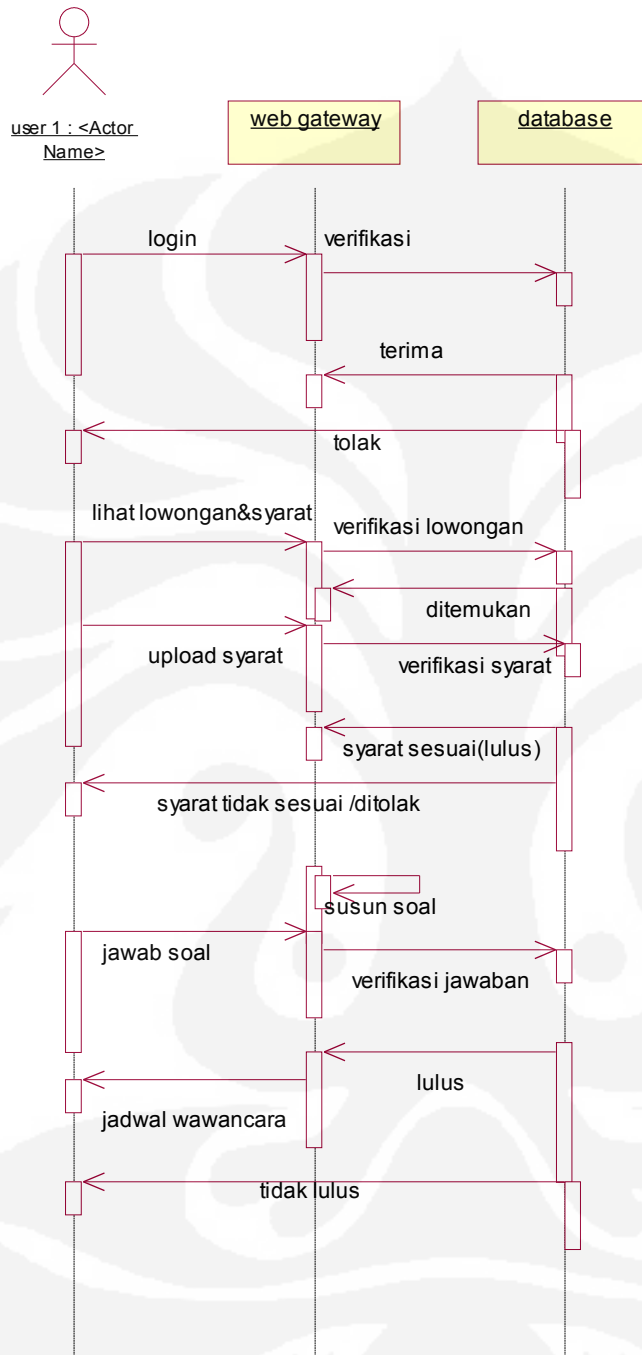 user 1 : <Actor
Name>
web gateway
database
login
verifikasi
terima
tolak
lihat lowongan&syarat
verifikasi lowongan
ditemukan
upload syarat
verifikasi syarat
syarat sesuai(lulus)
syarat tidak sesuai /ditolak
susun soal
jawab soal
verifikasi jawaban
lulus
jadwal wawancara
tidak lulus